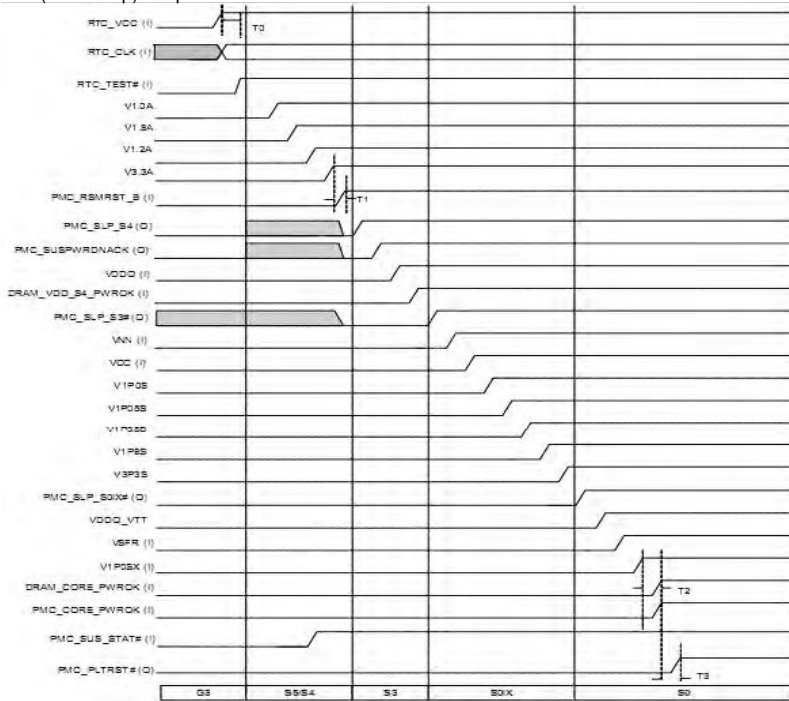 RTC_VCC (I)
T0
RTC_CLK (I)
RTC_TEST# (I)
V1.0A
V1.8A
V1.2A
V3.3A
PMC_RSMRST_B (I)
T1
PMC_SLP_S4 (O)
PMC_SUSPWRDNACK (O)
VDDQ (I)
DRAM_VDD_S4_PWROK (I)
PMC_SLP_S3# (O)
VNN (I)
VCC (I)
V1P0S
V1P05S
V1P8S
V3P3S
PMC_SLP_S0IX# (O)
VDDQ_VTT
VSFR (I)
V1P0SX (I)
DRAM_CORE_PWROK (I)
T2
PMC_CORE_PWROK (I)
PMC_SUS_STAT# (I)
PMC_PLTRST# (O)
T3
G3 S5/S4 S3 S0IX S0